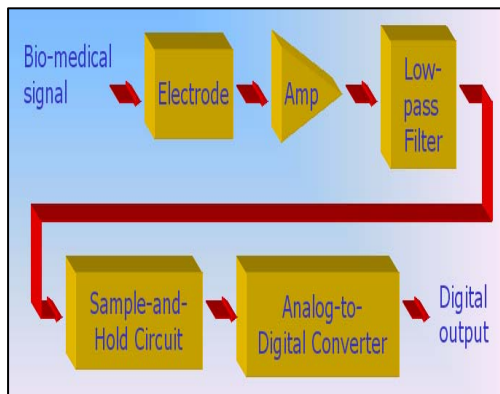 Bio-medical
signal
Electrode
Amp
Low-
pass
Filter
Sample-and-
Hold Circuit
Analog-to-
Digital Converter
Digital
output